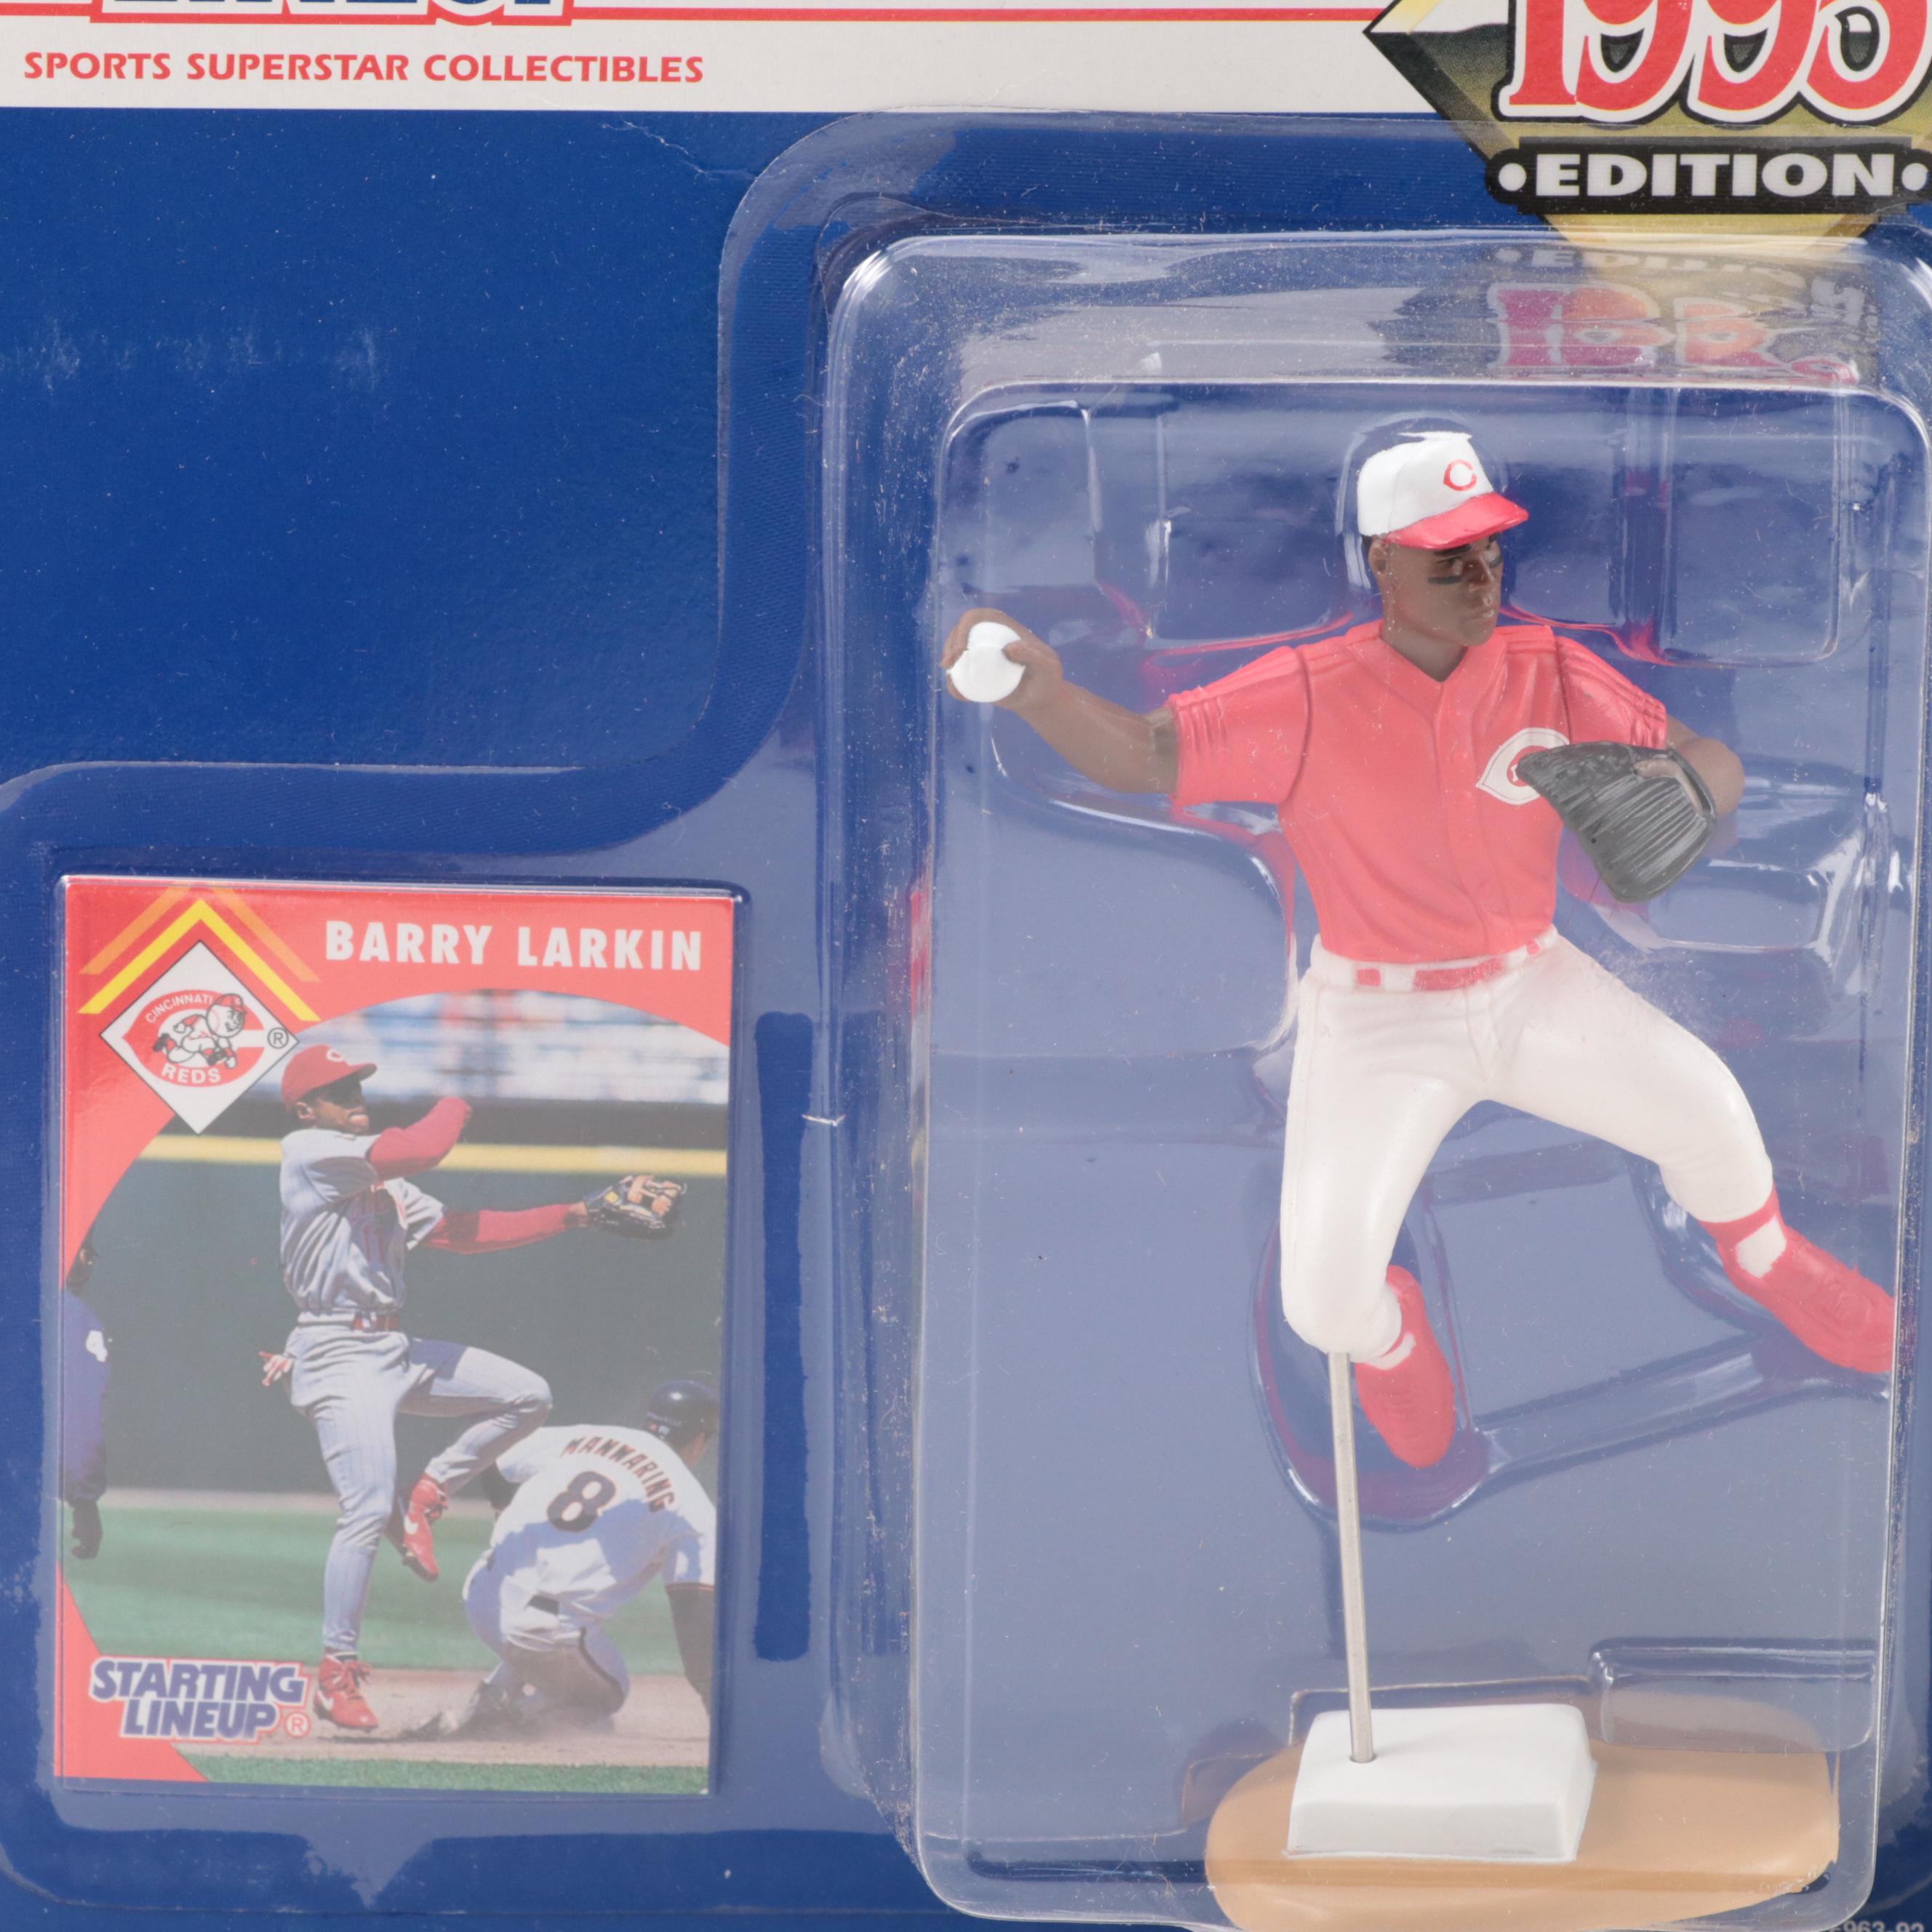 SPORTS SUPERSTAR COLLECTIBLES
1995
•EDITION•
BARRY LARKIN
CINCINNATI
REDS
®
C
MANWARING
8
STARTING
LINEUP®